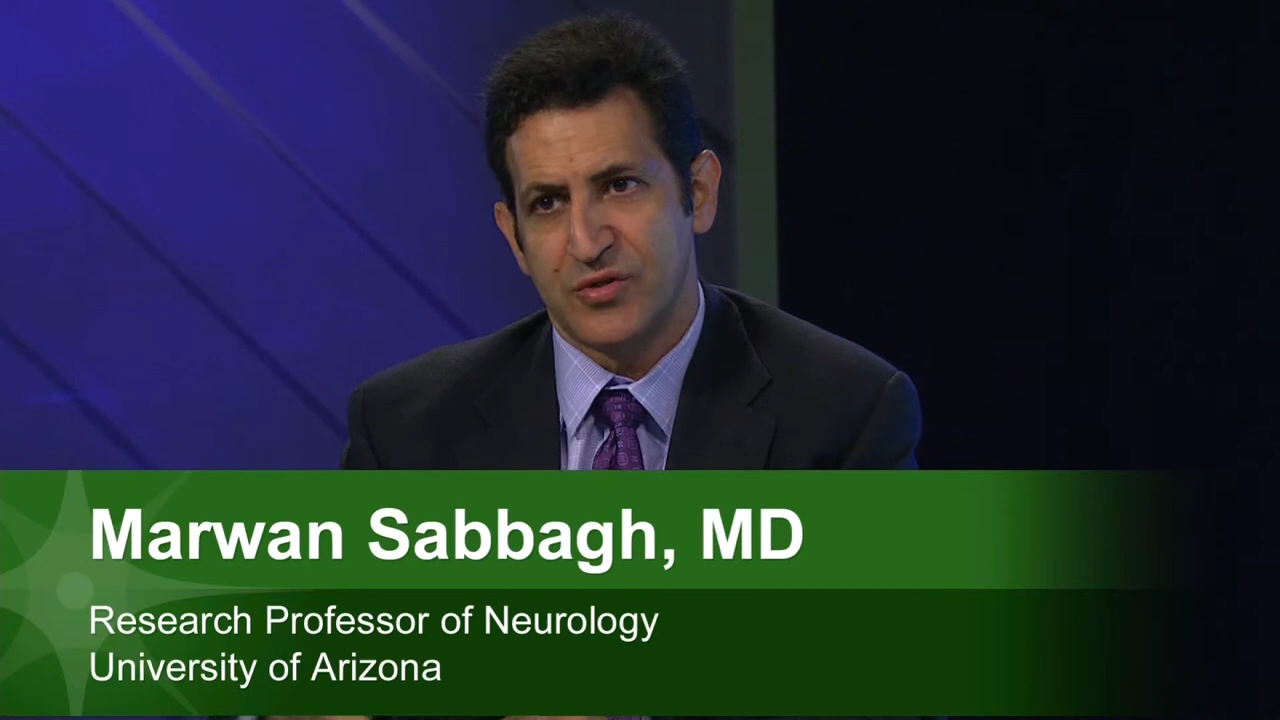 Marwan Sabbagh, MD
Research Professor of Neurology
University of Arizona